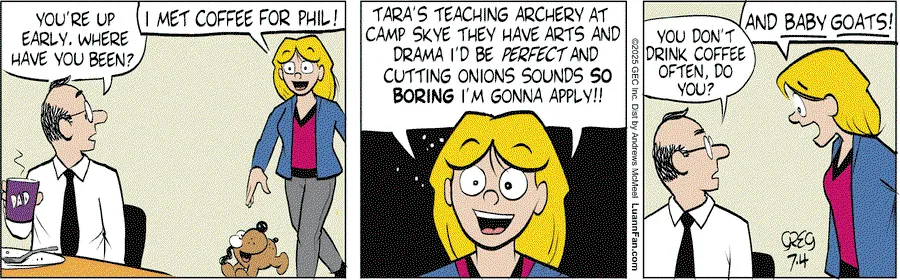 YOU'RE UP
EARLY. WHERE
HAVE YOU BEEN?
I MET COFFEE FOR PHIL!
DAD
TARA'S TEACHING ARCHERY AT
CAMP SKYE THEY HAVE ARTS AND
DRAMA I'D BE PERFECT AND
CUTTING ONIONS SOUNDS SO
BORING I'M GONNA APPLY!!
©2025 GEC Inc. Dist by Andrews McMeel LuannFan.com
YOU DON'T
DRINK COFFEE
OFTEN, DO
YOU?
AND BABY GOATS!
GREG
7.4